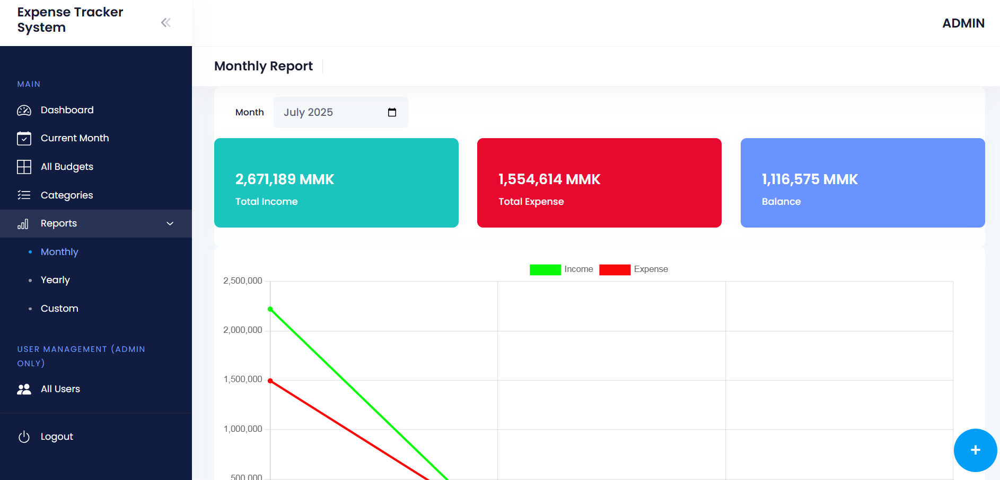 Expense Tracker
System
ADMIN
MAIN
Dashboard
Current Month
All Budgets
Categories
Reports
Monthly
Yearly
Custom
USER MANAGEMENT (ADMIN
ONLY)
All Users
Logout
Monthly Report
Month July 2025
2,671,189 MMK
Total Income
1,554,614 MMK
Total Expense
1,116,575 MMK
Balance
Income Expense
2,500,000
2,000,000
1,500,000
1,000,000
500,000
+